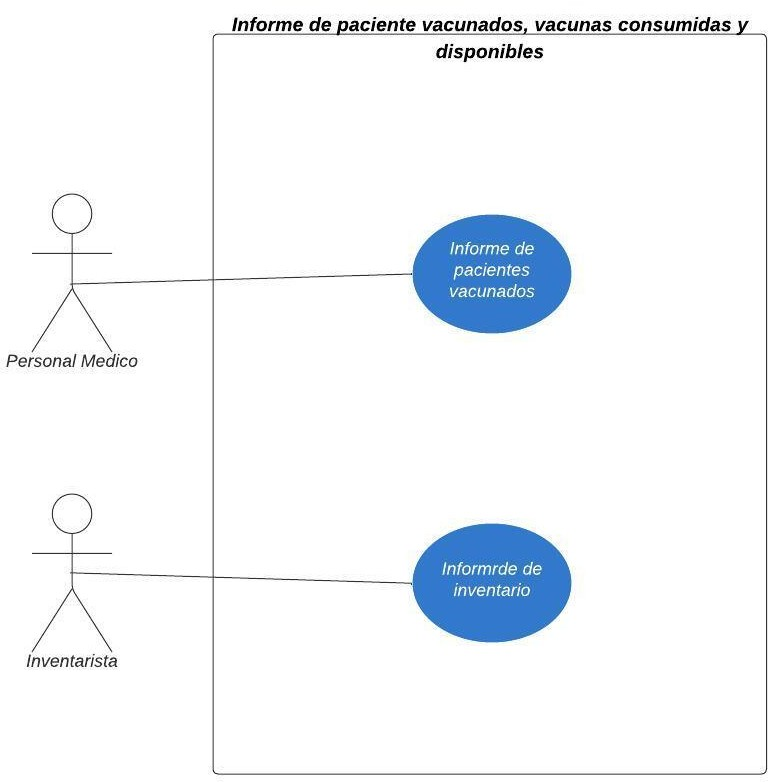 Informe de paciente vacunados, vacunas consumidas y
disponibles
Informe de
pacientes
vacunados
Personal Medico
Informrde de
inventario
Inventarista